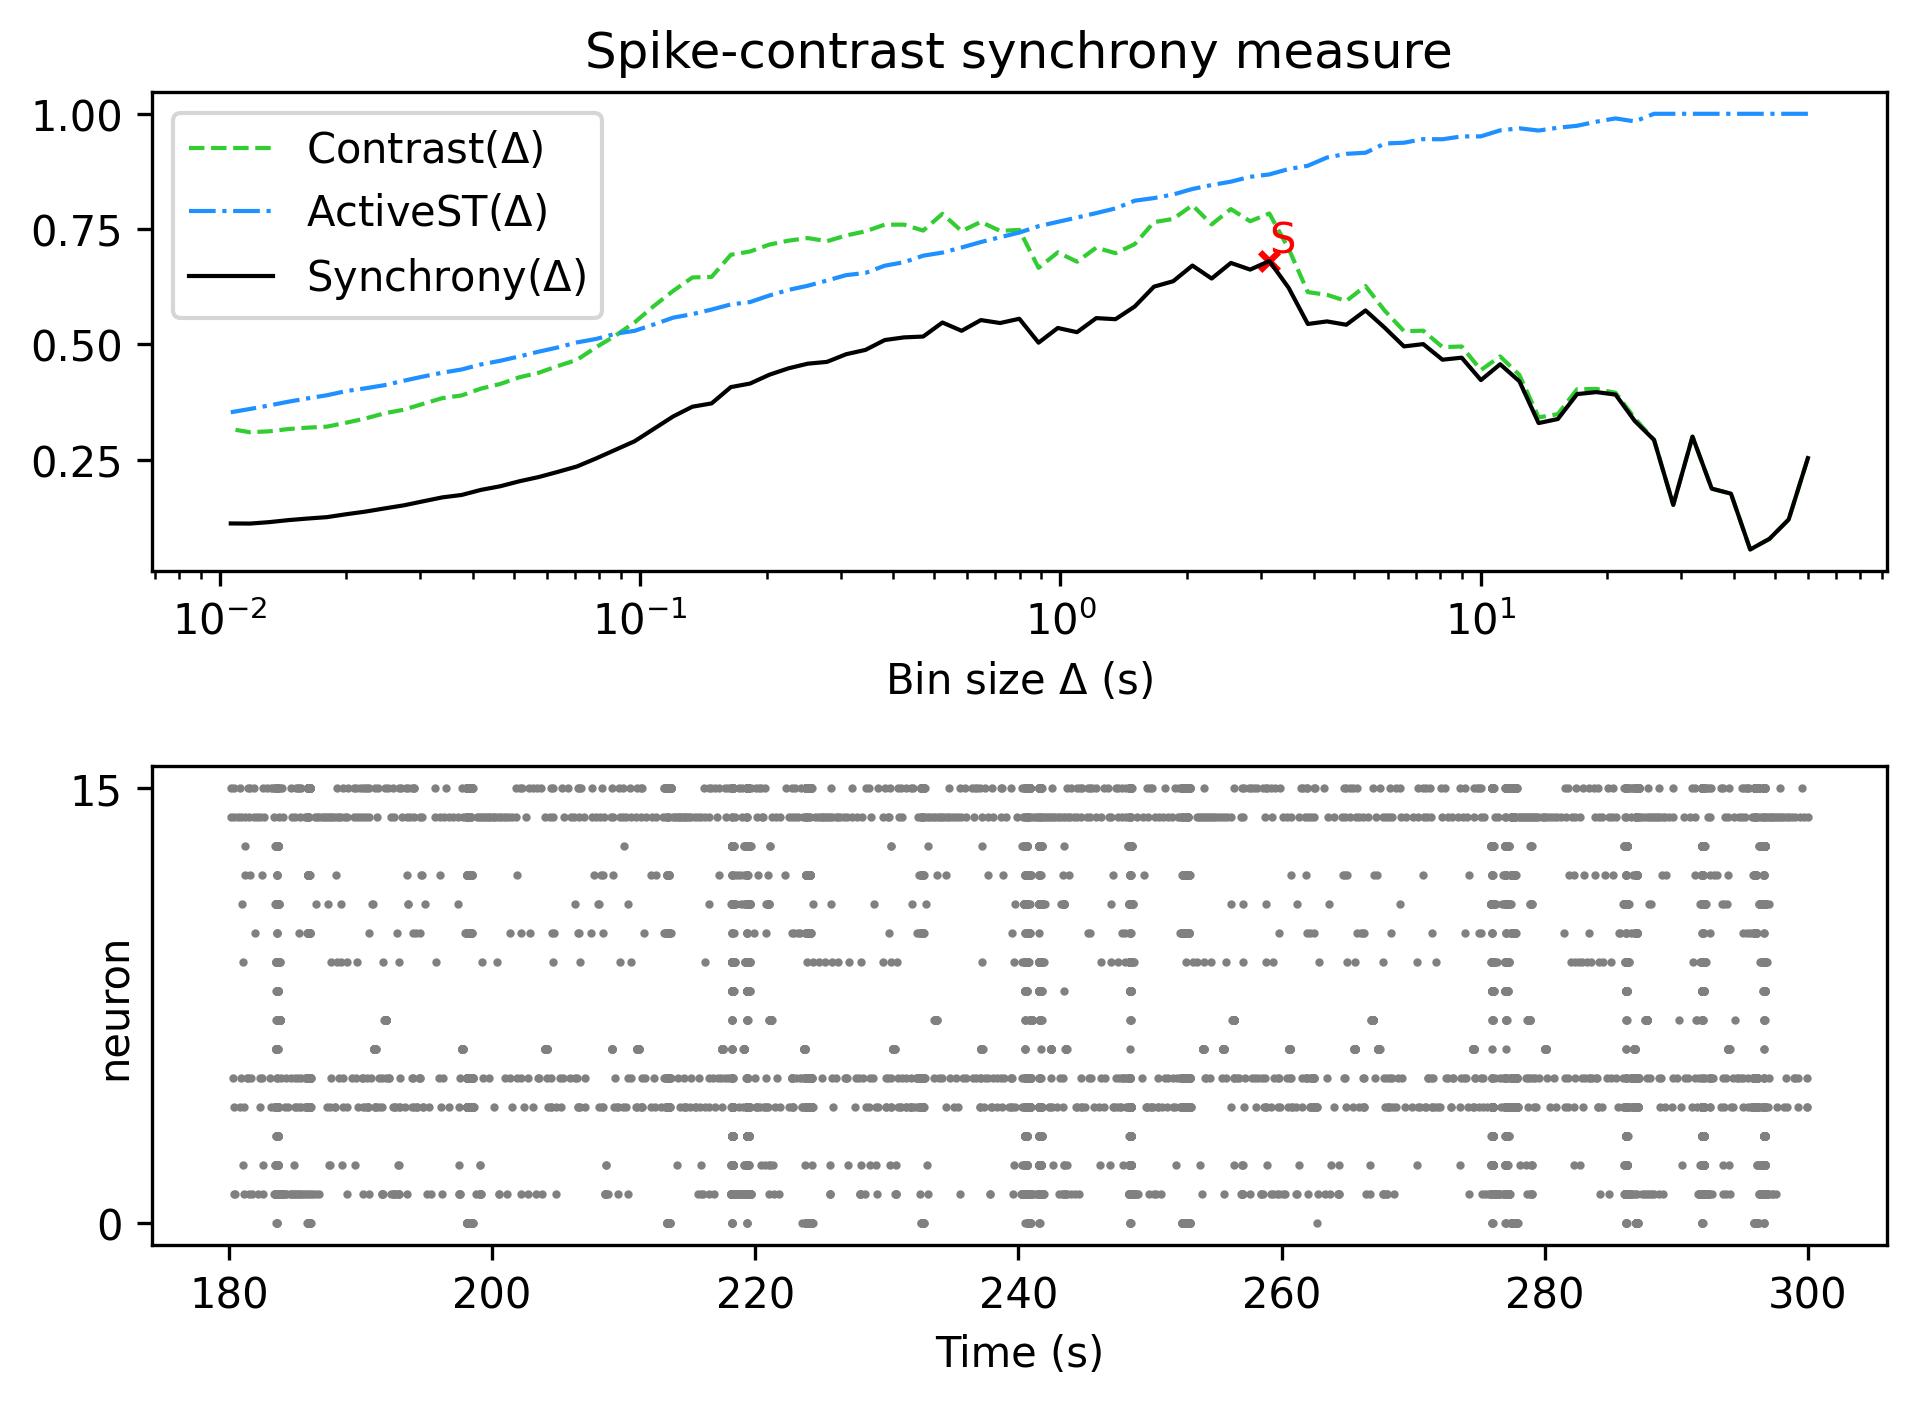 Spike-contrast synchrony measure
1.00
0.75
0.50
0.25
Contrast(Δ)
ActiveST(Δ)
Synchrony(Δ)
S
10⁻² 10⁻¹ 10⁰ 10¹
Bin size Δ (s)
15
0
neuron
180 200 220 240 260 280 300
Time (s)